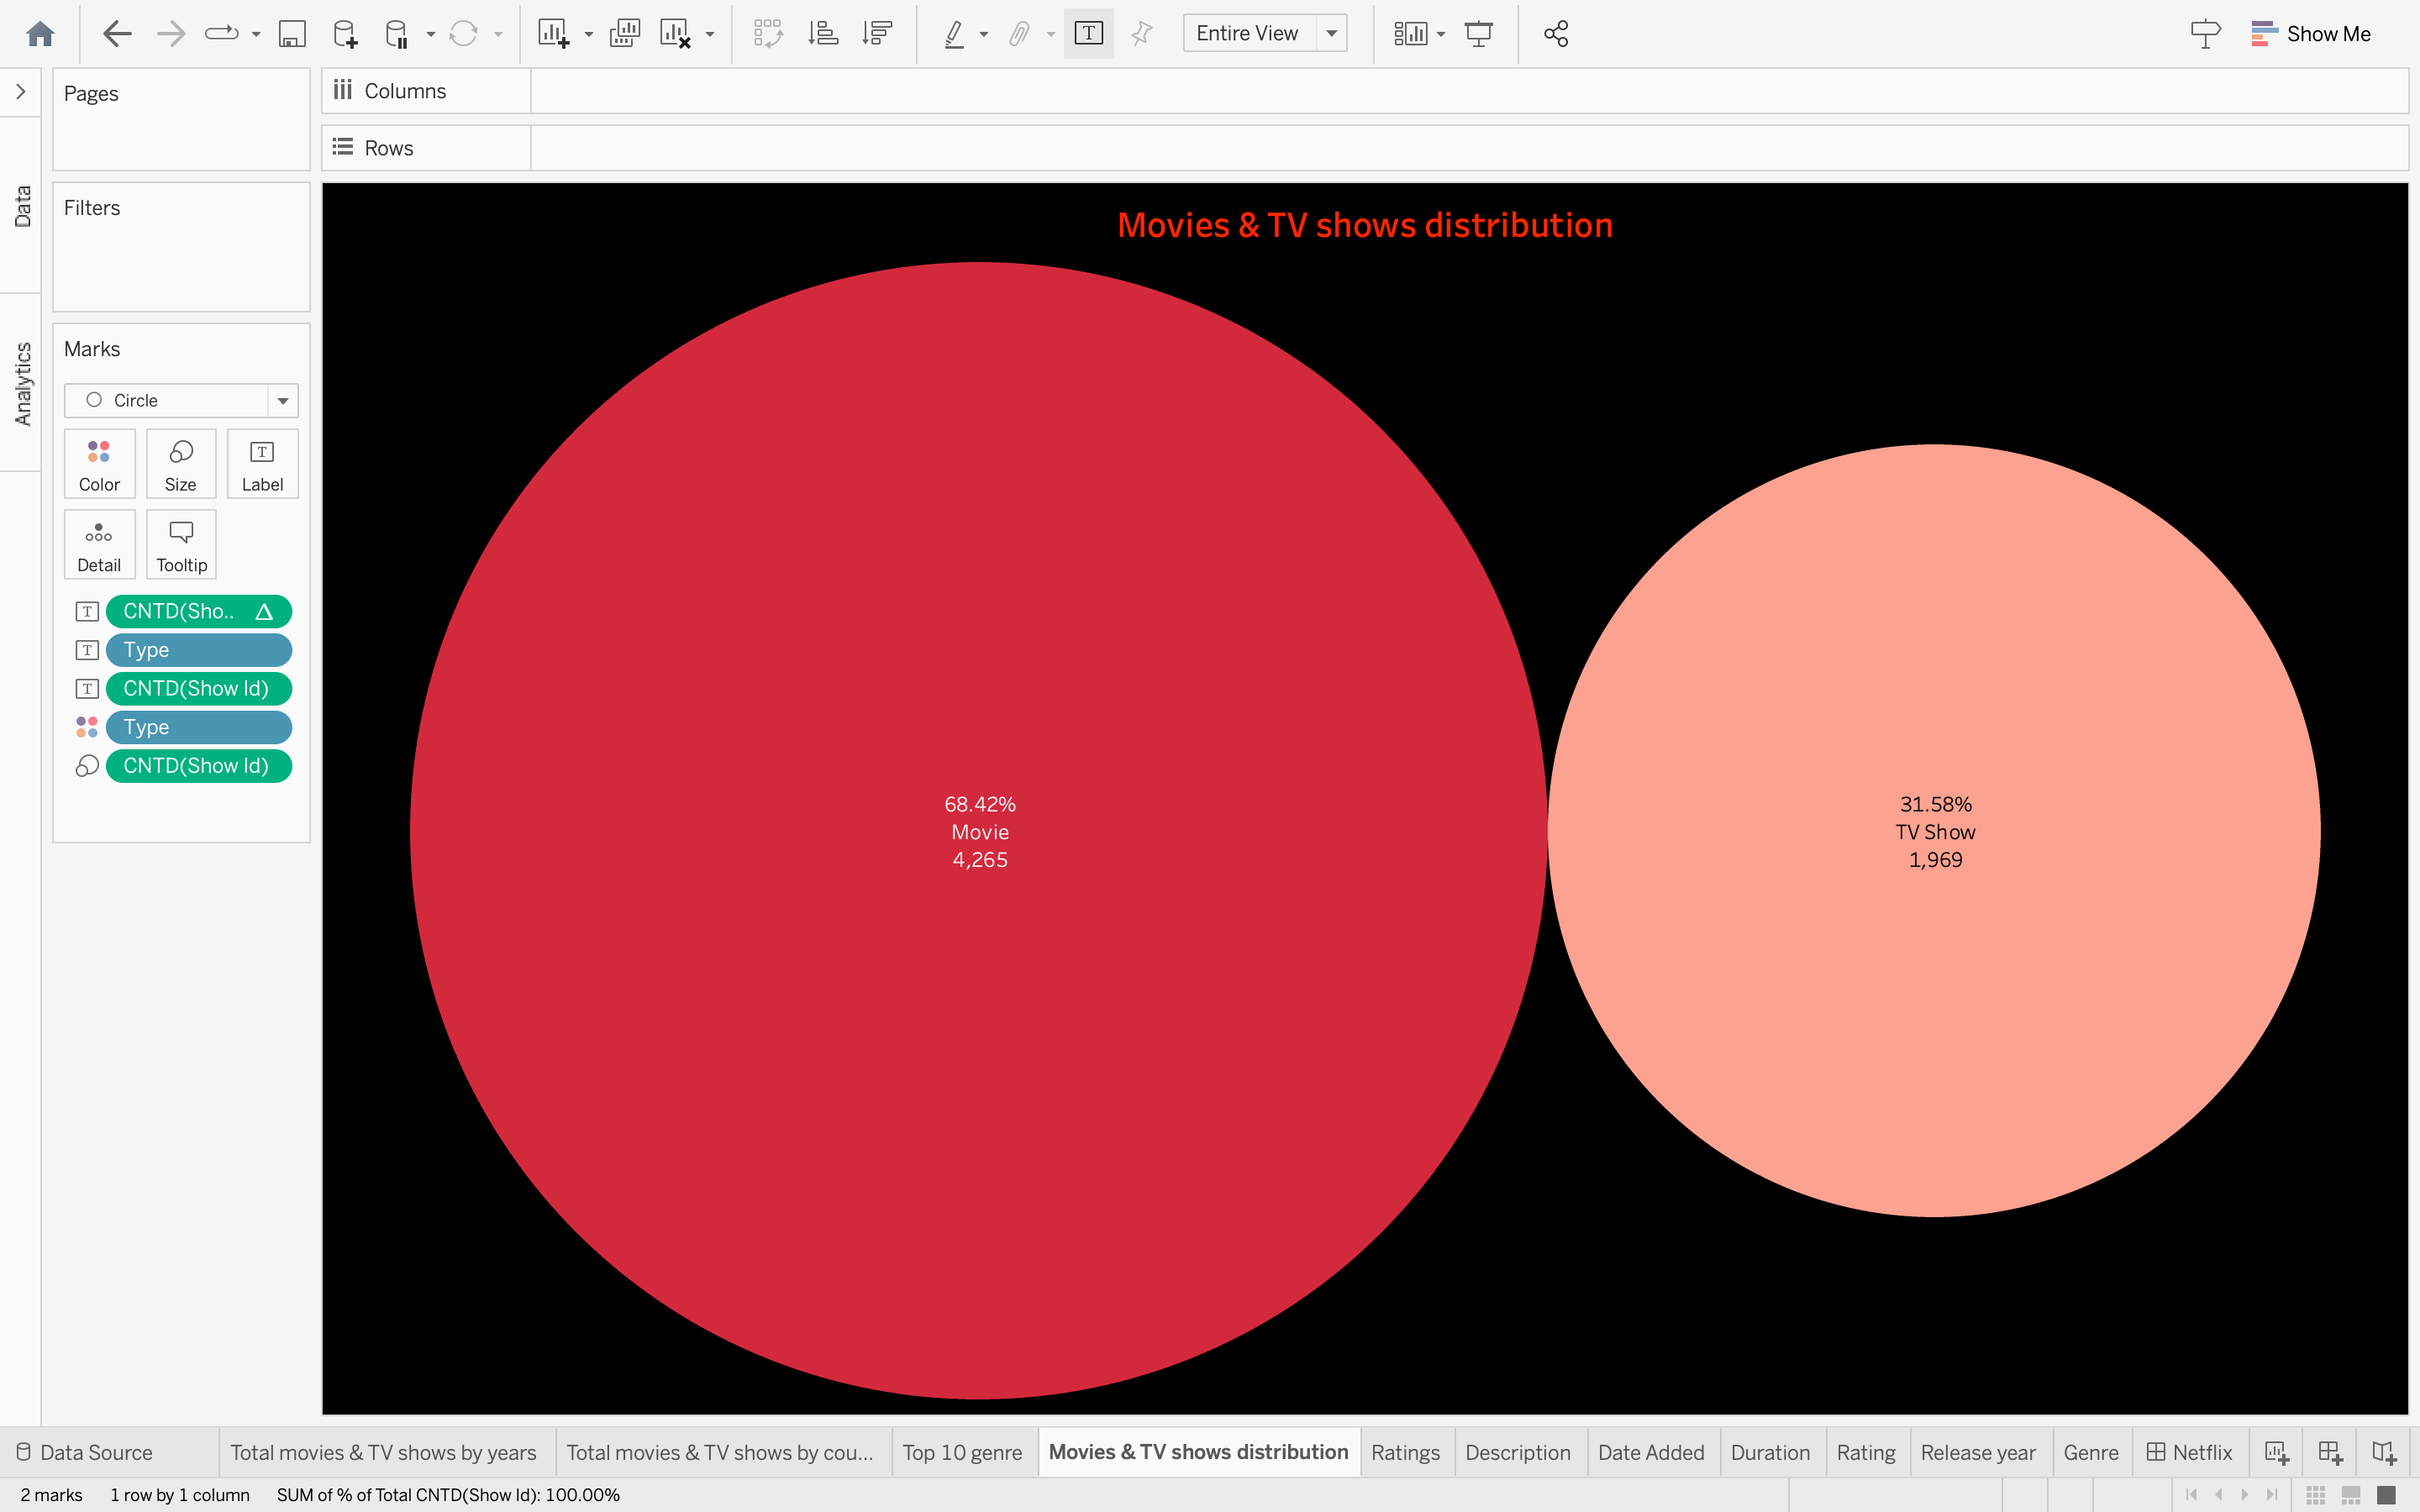 Entire View
Show Me
Pages
Columns
Rows
Data
Filters
Analytics
Marks
Circle
Color
Size
Label
Detail
Tooltip
CNTD(Sho..
Type
CNTD(Show Id)
Type
CNTD(Show Id)
Movies & TV shows distribution
68.42%
Movie
4,265
31.58%
TV Show
1,969
Data Source
Total movies & TV shows by years
Total movies & TV shows by cou...
Top 10 genre
Movies & TV shows distribution
Ratings
Description
Date Added
Duration
Rating
Release year
Genre
Netflix
2 marks
1 row by 1 column
SUM of % of Total CNTD(Show Id): 100.00%